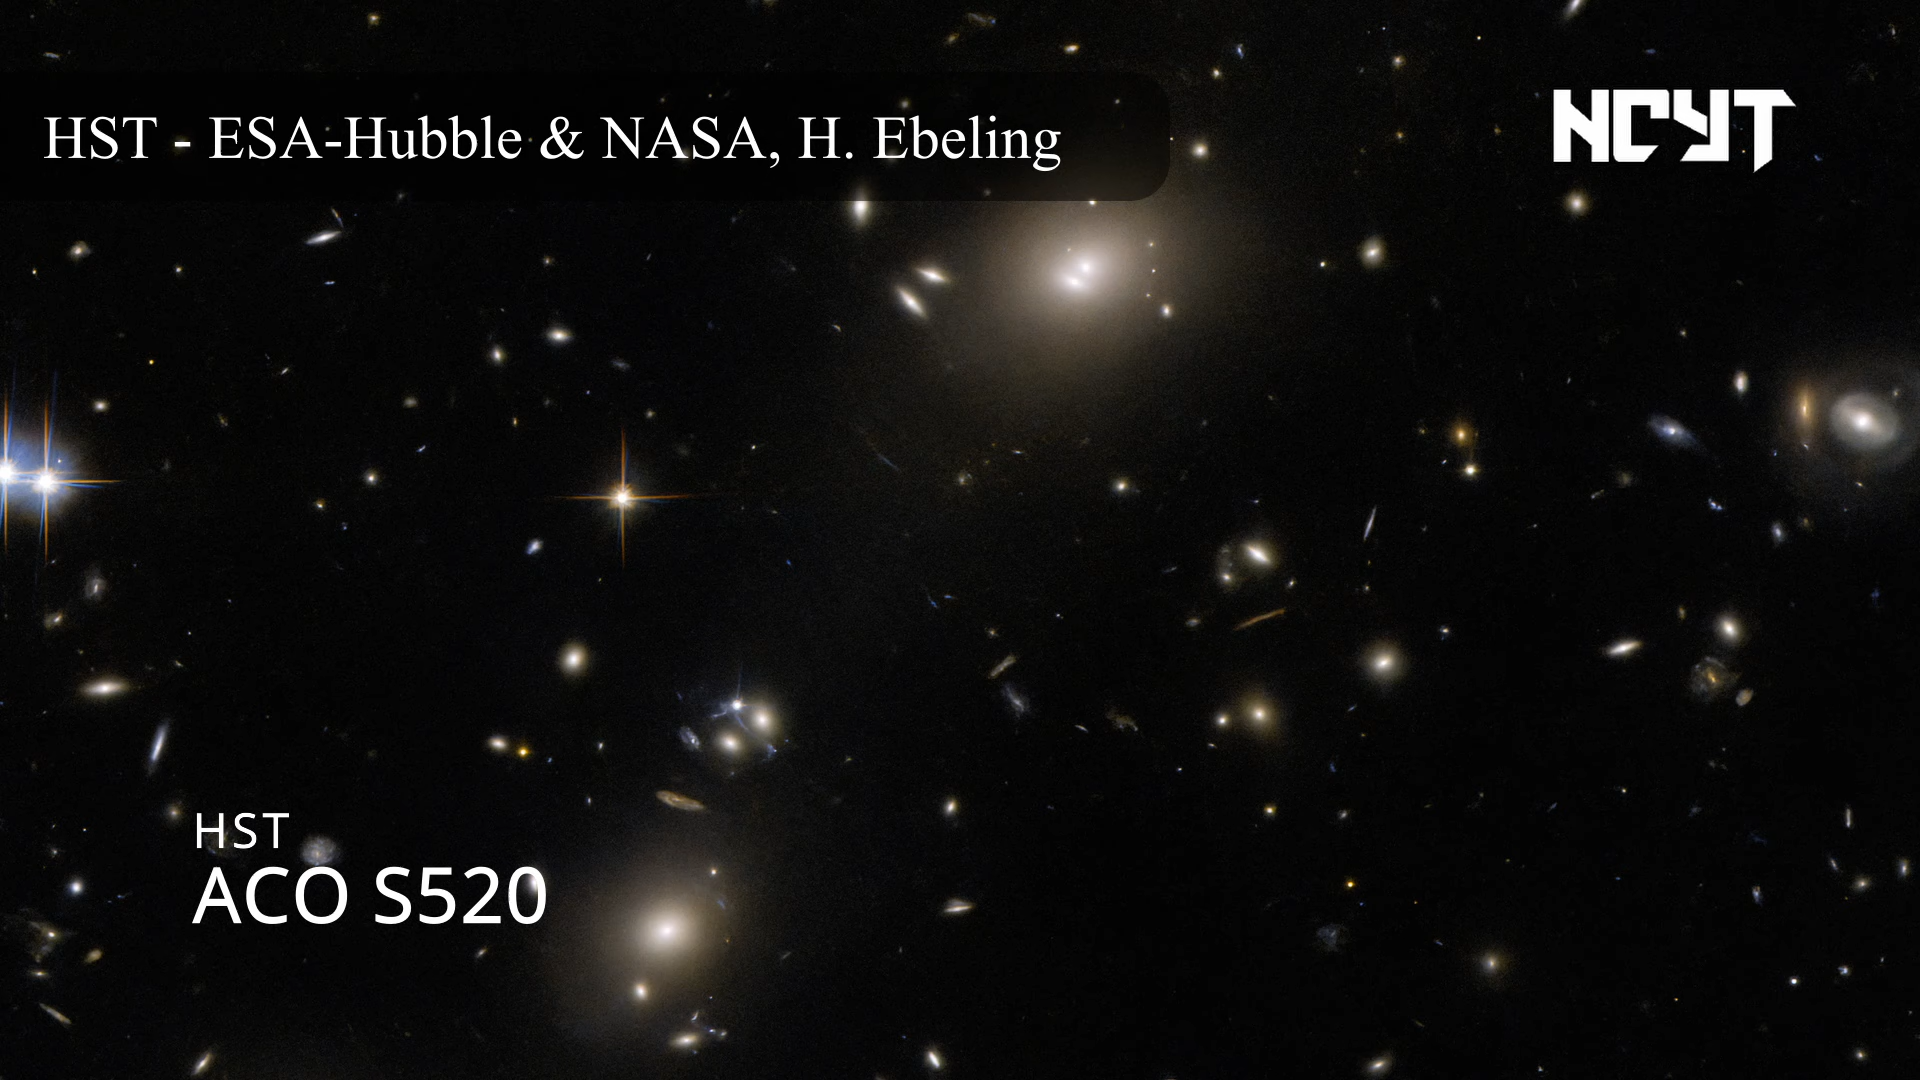 HST - ESA-Hubble & NASA, H. Ebeling
NCYT
HST
ACO S520